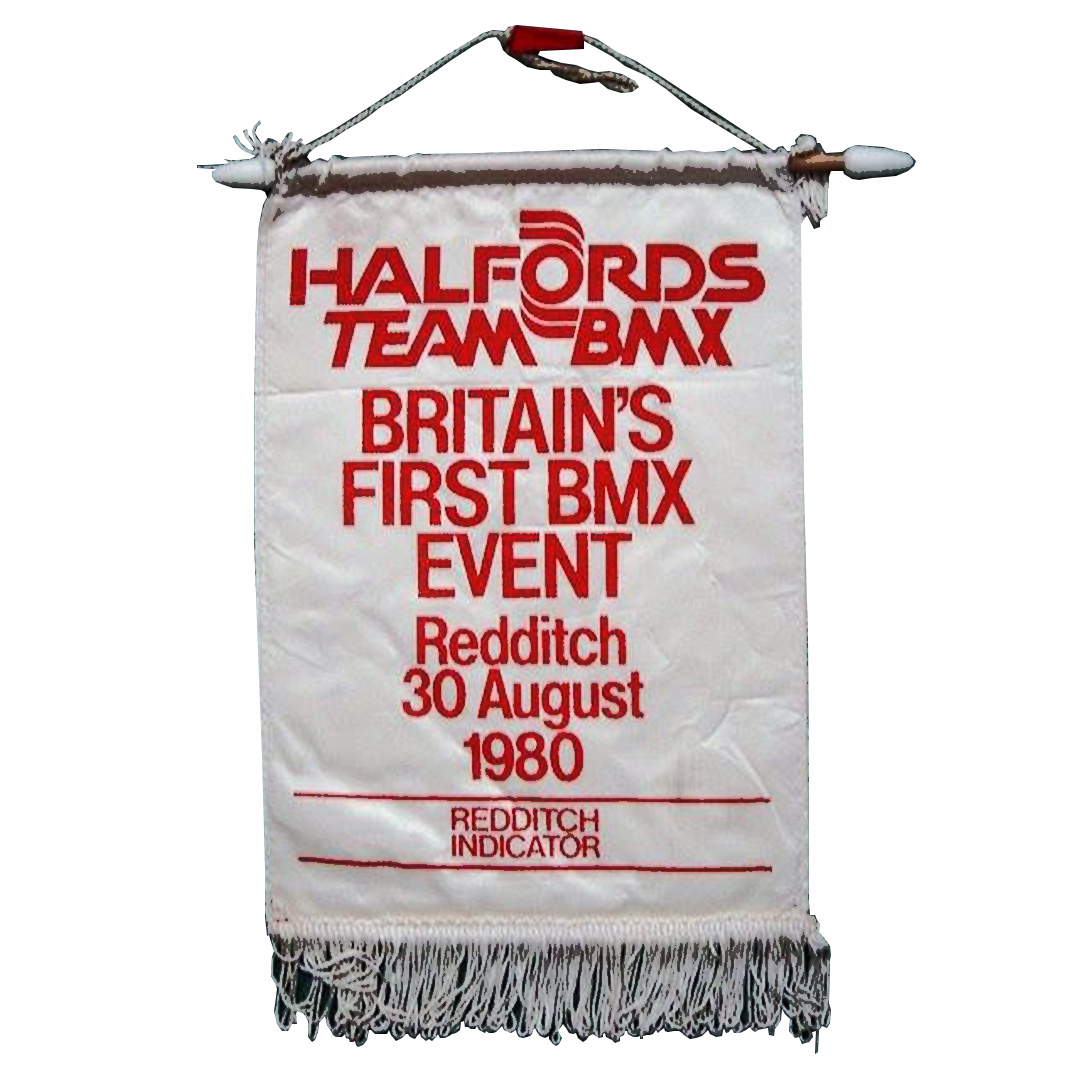 HALFORDS
TEAM BMX
BRITAIN'S
FIRST BMX
EVENT
Redditch
30 August
1980
REDDITCH
INDICATOR